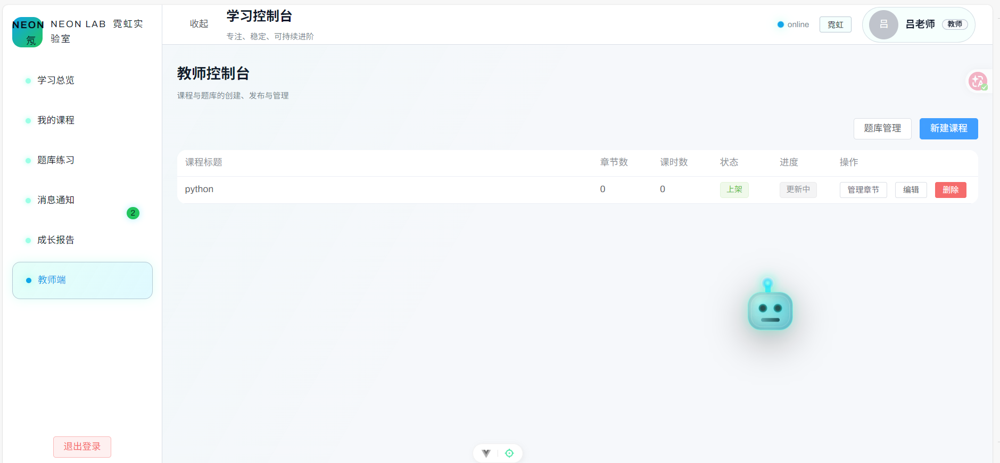 NEON
氖
NEON LAB 霓虹实
验室
学习总览
我的课程
题库练习
消息通知
2
成长报告
教师端
退出登录
收起
学习控制台
专注、稳定、可持续进阶
online
霓虹
吕
吕老师
教师
教师控制台
课程与题库的创建、发布与管理
题库管理
新建课程
课程标题 章节数 课时数 状态 进度 操作
python 0 0 上架 更新中 管理章节 编辑 删除